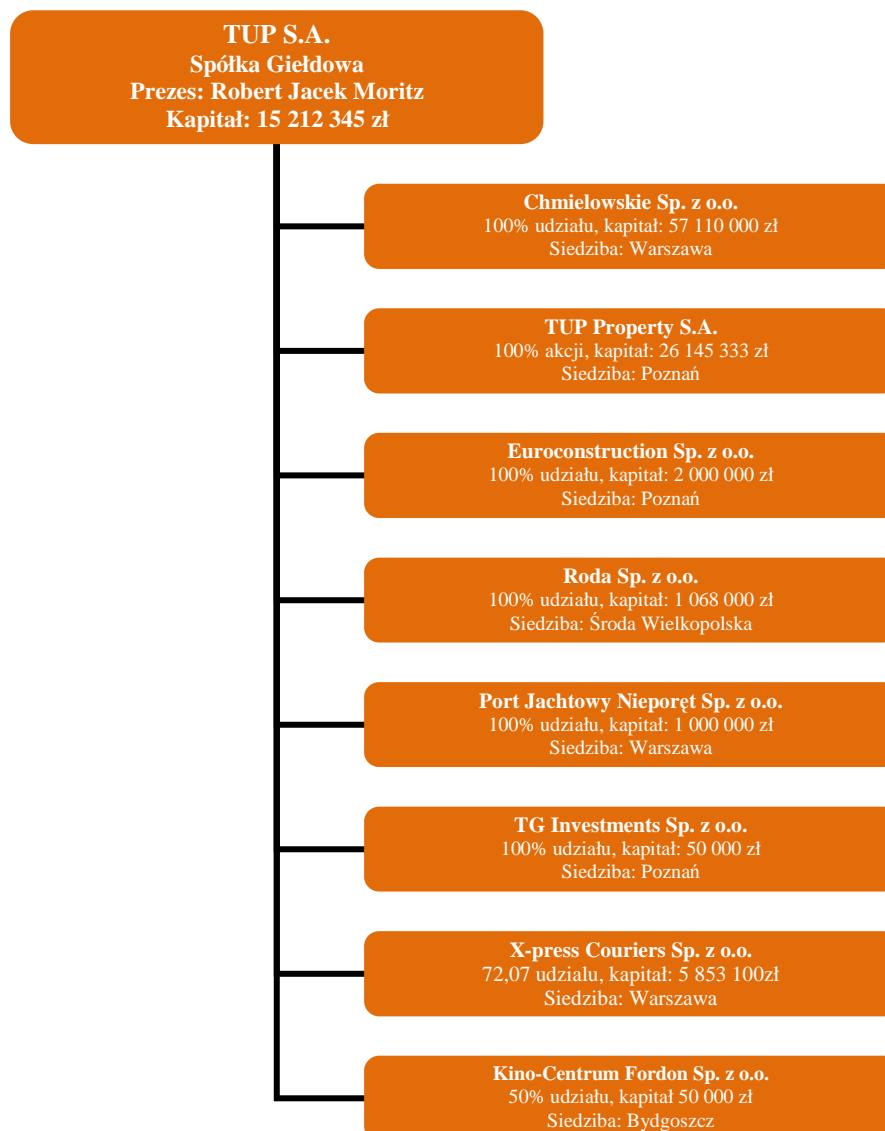 TUP S.A.
Spółka Giełdowa
Prezes: Robert Jacek Moritz
Kapitał: 15 212 345 zł
Chmielowskie Sp. z o.o.
100% udziału, kapitał: 57 110 000 zł
Siedziba: Warszawa
TUP Property S.A.
100% akcji, kapitał: 26 145 333 zł
Siedziba: Poznań
Euroconstruction Sp. z o.o.
100% udziału, kapitał: 2 000 000 zł
Siedziba: Poznań
Roda Sp. z o.o.
100% udziału, kapitał: 1 068 000 zł
Siedziba: Środa Wielkopolska
Port Jachtowy Nieporęt Sp. z o.o.
100% udziału, kapitał: 1 000 000 zł
Siedziba: Warszawa
TG Investments Sp. z o.o.
100% udziału, kapitał: 50 000 zł
Siedziba: Poznań
X-press Couriers Sp. z o.o.
72,07 udzialu, kapitał: 5 853 100zł
Siedziba: Warszawa
Kino-Centrum Fordon Sp. z o.o.
50% udziału, kapitał 50 000 zł
Siedziba: Bydgoszcz